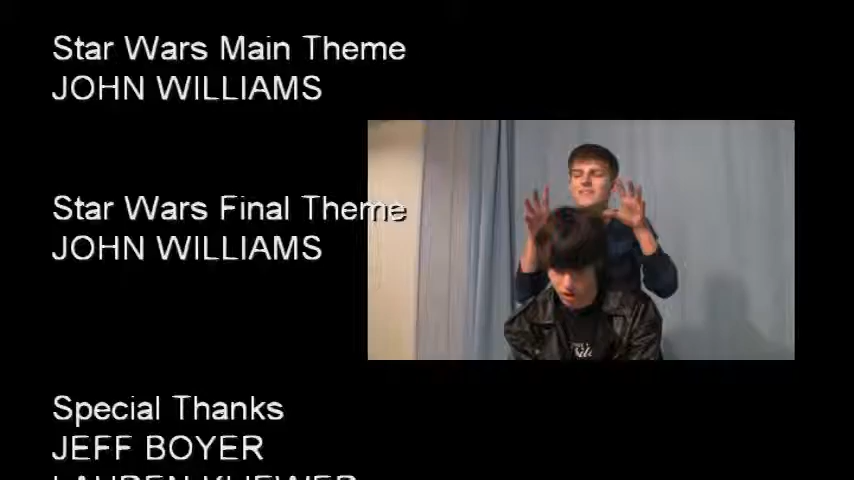 Star Wars Main Theme
JOHN WILLIAMS
Star Wars Final Theme
JOHN WILLIAMS
Special Thanks
JEFF BOYER